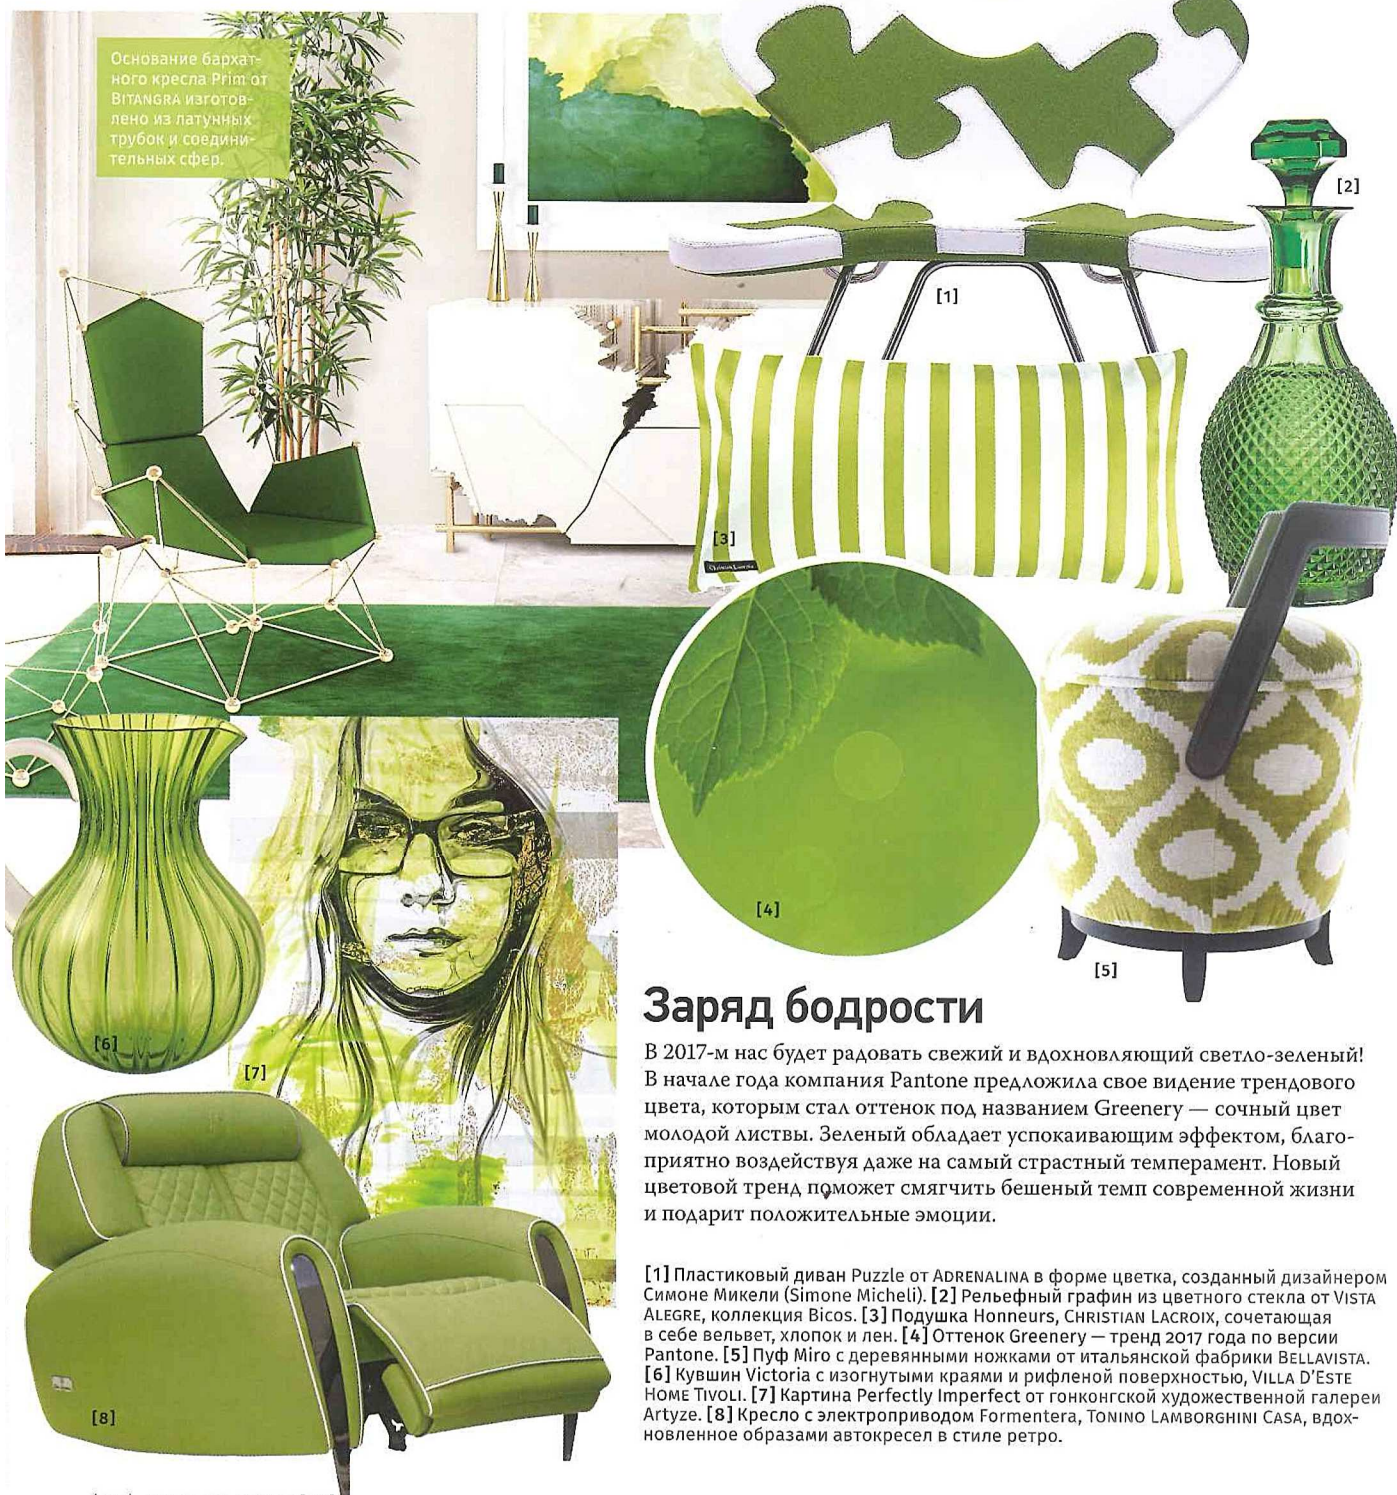 Основание бархат-
ного кресла Prim от
BITANGRA изготов-
лено из латунных
трубок и соедини-
тельных сфер.
[2]
[1]
[3]
Christian Lacroix
[4]
[5]
[6]
[7]
[8]
Заряд бодрости
В 2017-м нас будет радовать свежий и вдохновляющий светло-зеленый!
В начале года компания Pantone предложила свое видение трендового
цвета, которым стал оттенок под названием Greenery — сочный цвет
молодой листвы. Зеленый обладает успокаивающим эффектом, благо-
приятно воздействуя даже на самый страстный темперамент. Новый
цветовой тренд поможет смягчить бешеный темп современной жизни
и подарит положительные эмоции.
[1] Пластиковый диван Puzzle от ADRENALINA в форме цветка, созданный дизайнером
Симоне Микели (Simone Micheli). [2] Рельефный графин из цветного стекла от VISTA
ALEGRE, коллекция Bicos. [3] Подушка Honneurs, CHRISTIAN LACROIX, сочетающая
в себе вельвет, хлопок и лен. [4] Оттенок Greenery — тренд 2017 года по версии
Pantone. [5] Пуф Miro с деревянными ножками от итальянской фабрики BELLAVISTA.
[6] Кувшин Victoria с изогнутыми краями и рифленой поверхностью, VILLA D'ESTE
HOME TIVOLI. [7] Картина Perfectly Imperfect от гонконгской художественной галереи
Artyze. [8] Кресло с электроприводом Formentera, TONINO LAMBORGHINI CASA, вдох-
новленное образами автокресел в стиле ретро.